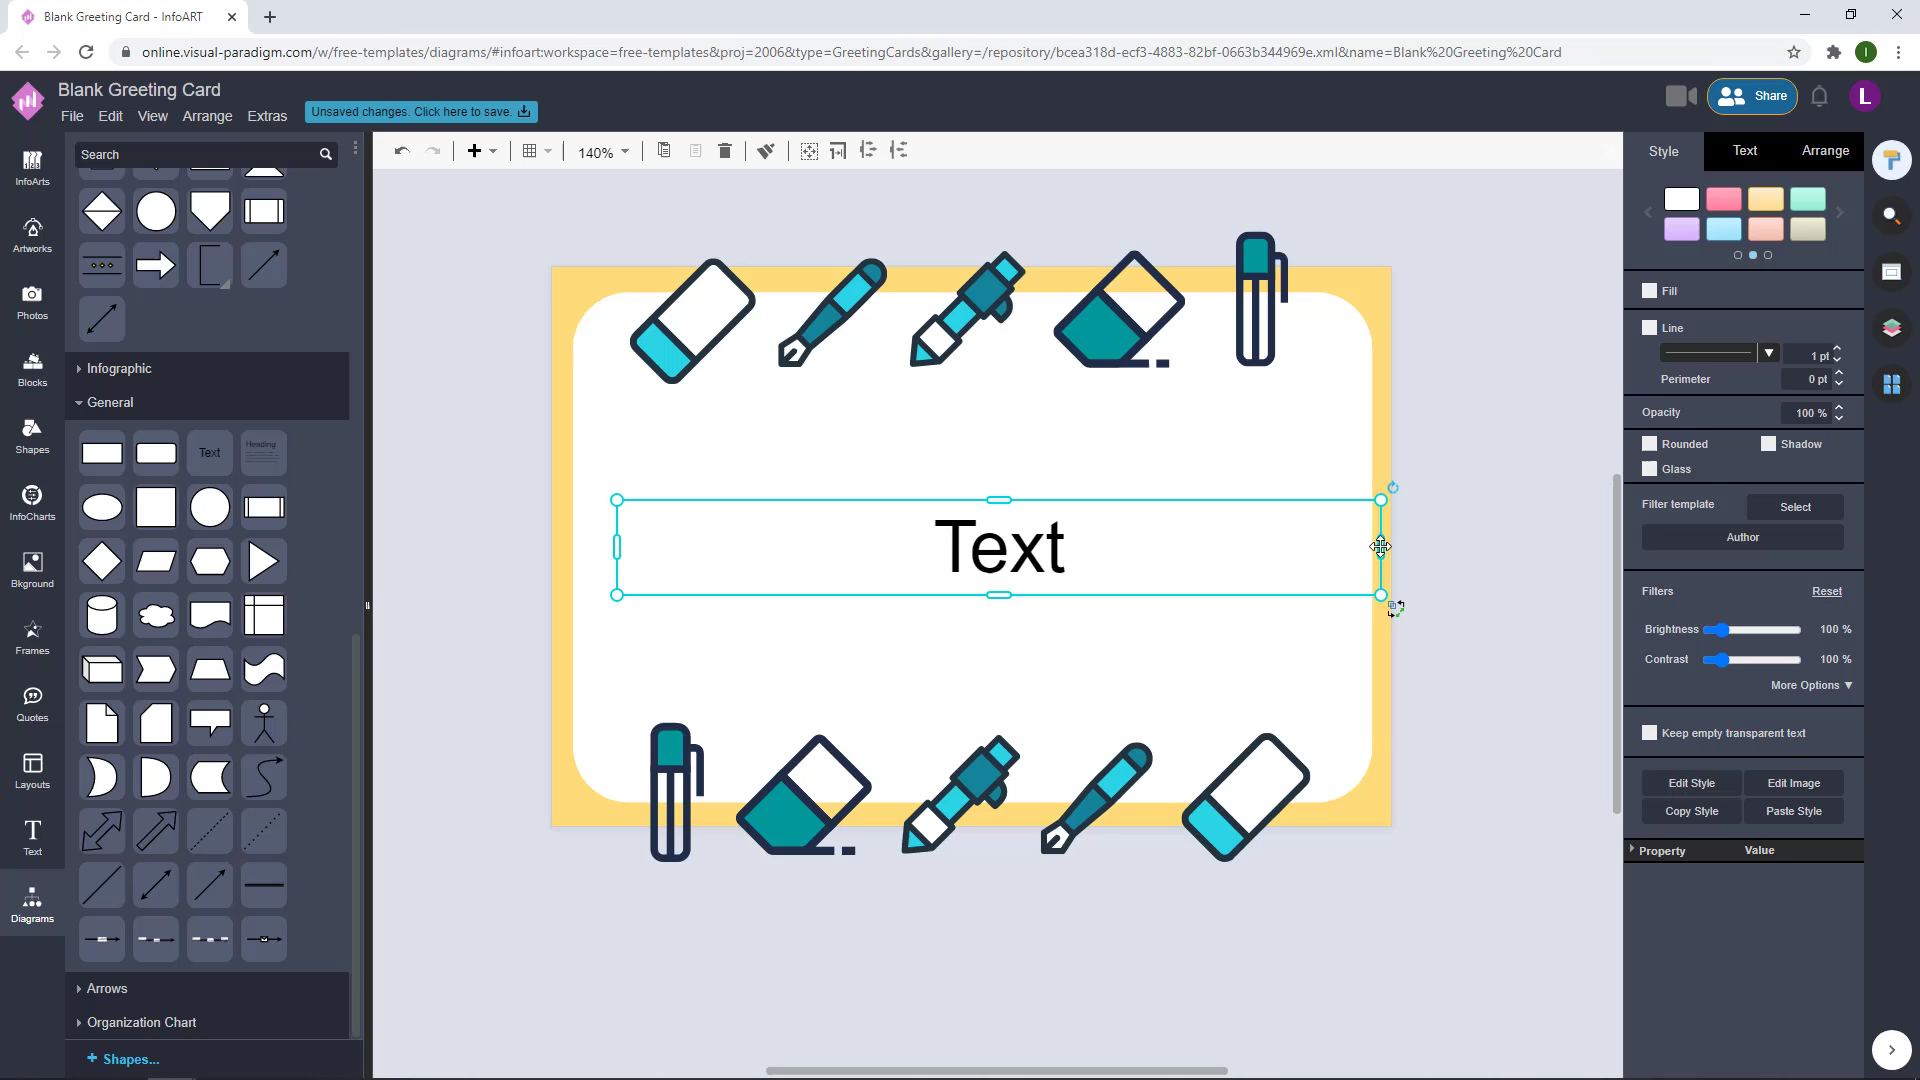 Blank Greeting Card - InfoART
online.visual-paradigm.com/w/free-templates/diagrams/#infoart:workspace=free-templates&proj=2006&type=GreetingCards&gallery=/repository/bcea318d-ecf3-4883-82bf-0663b344969e.xml&name=Blank%20Greeting%20Card
I
Blank Greeting Card
File Edit View Arrange Extras
Unsaved changes. Click here to save.
Share
L
Search
140%
Style
Text
Arrange
InfoArts
Artworks
Photos
Blocks
Shapes
InfoCharts
Bkground
Frames
Quotes
Layouts
Text
Diagrams
Infographic
General
Text
Heading
Arrows
Organization Chart
+ Shapes...
Text
Fill
Line
1 pt
Perimeter
0 pt
Opacity
100 %
Rounded
Shadow
Glass
Filter template
Select
Author
Filters
Reset
Brightness
100 %
Contrast
100 %
More Options
Keep empty transparent text
Edit Style
Edit Image
Copy Style
Paste Style
Property
Value